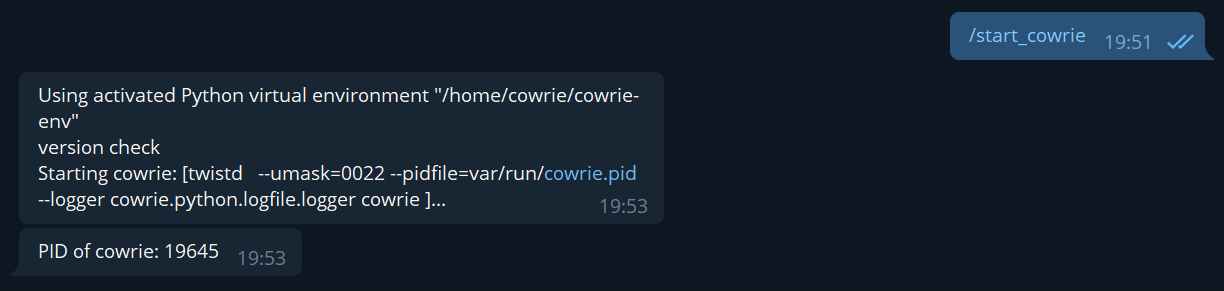 /start_cowrie 19:51
Using activated Python virtual environment "/home/cowrie/cowrie-
env"
version check
Starting cowrie: [twistd   --umask=0022 --pidfile=var/run/cowrie.pid
--logger cowrie.python.logfile.logger cowrie ]... 19:53
PID of cowrie: 19645 19:53